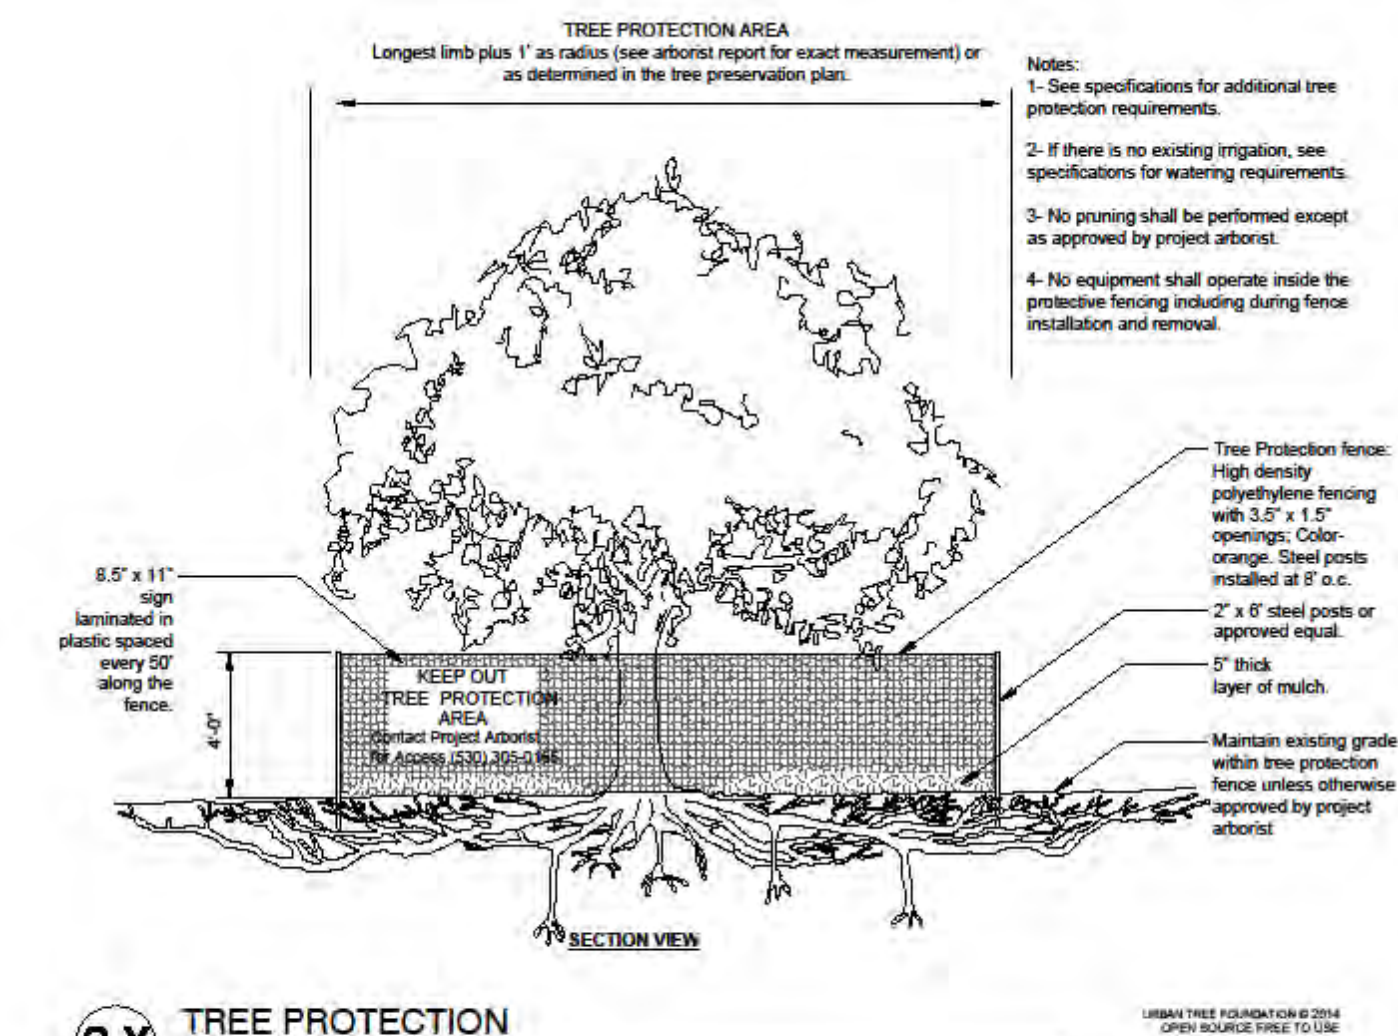 TREE PROTECTION AREA
Longest limb plus 1' as radius (see arborist report for exact measurement) or
as determined in the tree preservation plan.
Notes:
1- See specifications for additional tree
protection requirements.
2- If there is no existing irrigation, see
specifications for watering requirements.
3- No pruning shall be performed except
as approved by project arborist.
4- No equipment shall operate inside the
protective fencing including during fence
installation and removal.
Tree Protection fence:
High density
polyethylene fencing
with 3.5" x 1.5"
openings; Color-
orange. Steel posts
installed at 8' o.c.
2" x 6' steel posts or
approved equal.
5" thick
layer of mulch.
Maintain existing grade
within tree protection
fence unless otherwise
approved by project
arborist
8.5" x 11"
sign
laminated in
plastic spaced
every 50'
along the
fence.
4'-0"
KEEP OUT
TREE PROTECTION
AREA
Contact Project Arborist
for Access (530) 305-0165
SECTION VIEW
TREE PROTECTION
URBAN TREE FOUNDATION © 2014
OPEN SOURCE FREE TO USE